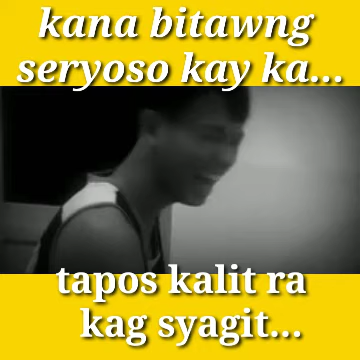 kana bitawng
seryoso kay ka...
tapos kalit ra
kag syagit...